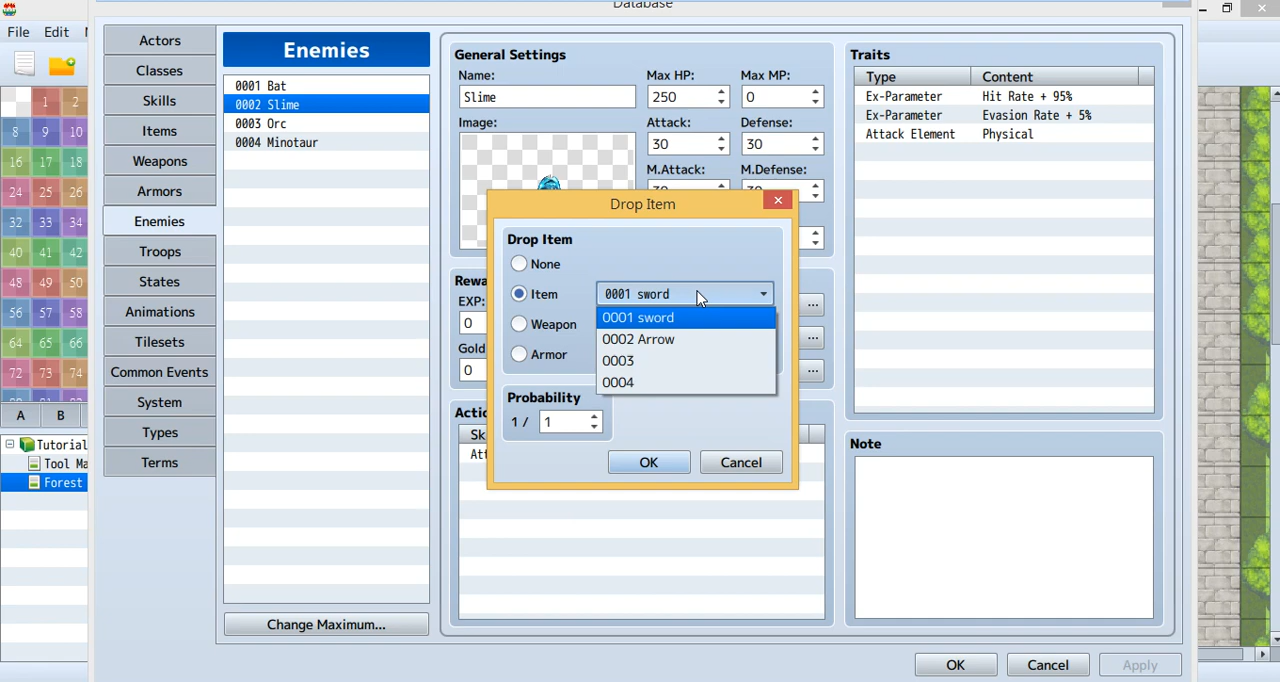 Database
File Edit
Actors
Classes
Skills
Items
Weapons
Armors
Enemies
Troops
States
Animations
Tilesets
Common Events
System
Types
Terms
1 2
8 9 10
16 17 18
24 25 26
32 33 34
40 41 42
48 49 50
56 57 58
64 65 66
72 73 74
A B
Tutorial
Tool Ma
Forest
Enemies
0001 Bat
0002 Slime
0003 Orc
0004 Minotaur
Change Maximum...
General Settings
Name:
Max HP:
Max MP:
Slime
250
0
Image:
Attack:
Defense:
30
30
M.Attack:
M.Defense:
Rewa
EXP:
0
Gold
0
...
...
...
Actio
Sk
Att
Drop Item
Drop Item
None
Item
0001 sword
0001 sword
0002 Arrow
0003
0004
Weapon
Armor
Probability
1 / 1
OK
Cancel
Traits
Type Content
Ex-Parameter Hit Rate + 95%
Ex-Parameter Evasion Rate + 5%
Attack Element Physical
Note
OK
Cancel
Apply